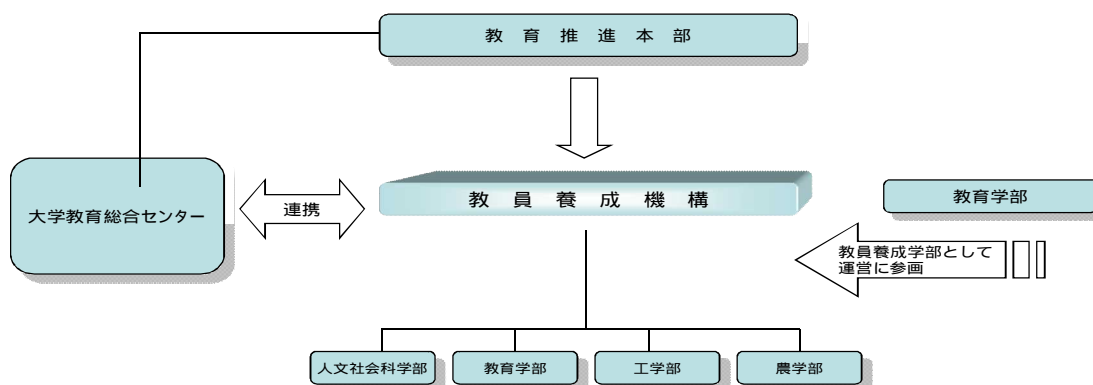 教育推進本部
教員養成機構
大学教育総合センター
連携
教育学部
教員養成学部として
運営に参画
人文社会科学部
教育学部
工学部
農学部